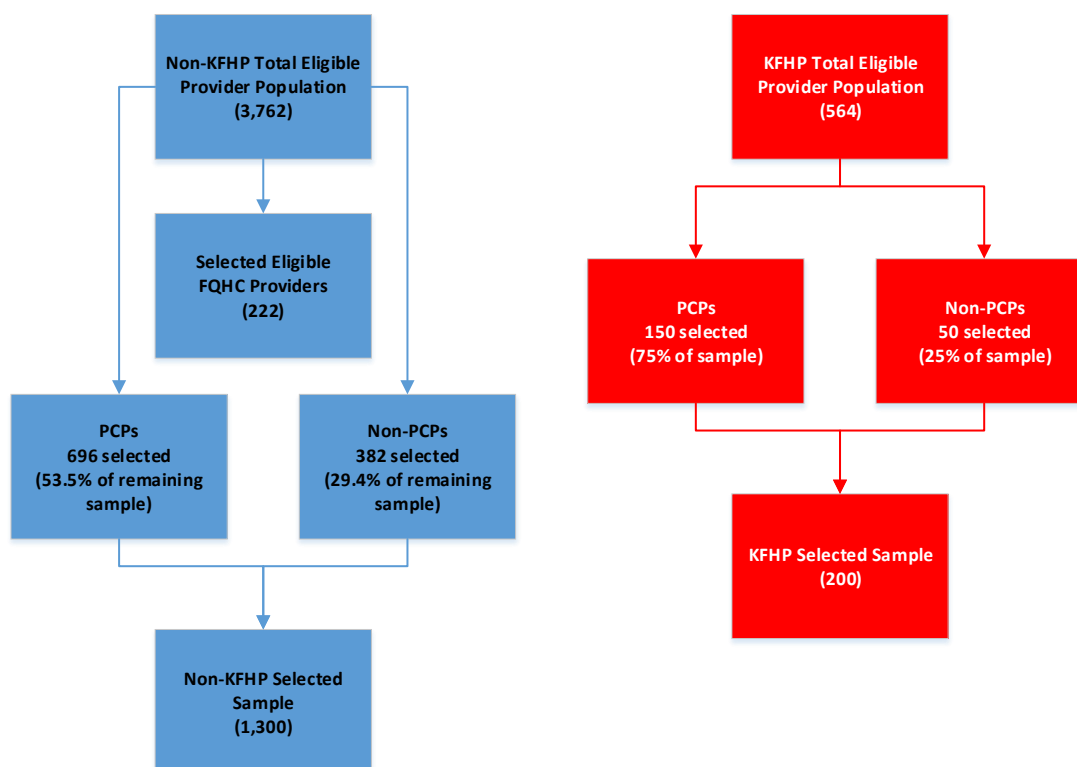 Non-KFHP Total Eligible
Provider Population
(3,762)
KFHP Total Eligible
Provider Population
(564)
Selected Eligible
FQHC Providers
(222)
PCPs
150 selected
(75% of sample)
Non-PCPs
50 selected
(25% of sample)
PCPs
696 selected
(53.5% of remaining
sample)
Non-PCPs
382 selected
(29.4% of remaining
sample)
KFHP Selected Sample
(200)
Non-KFHP Selected
Sample
(1,300)